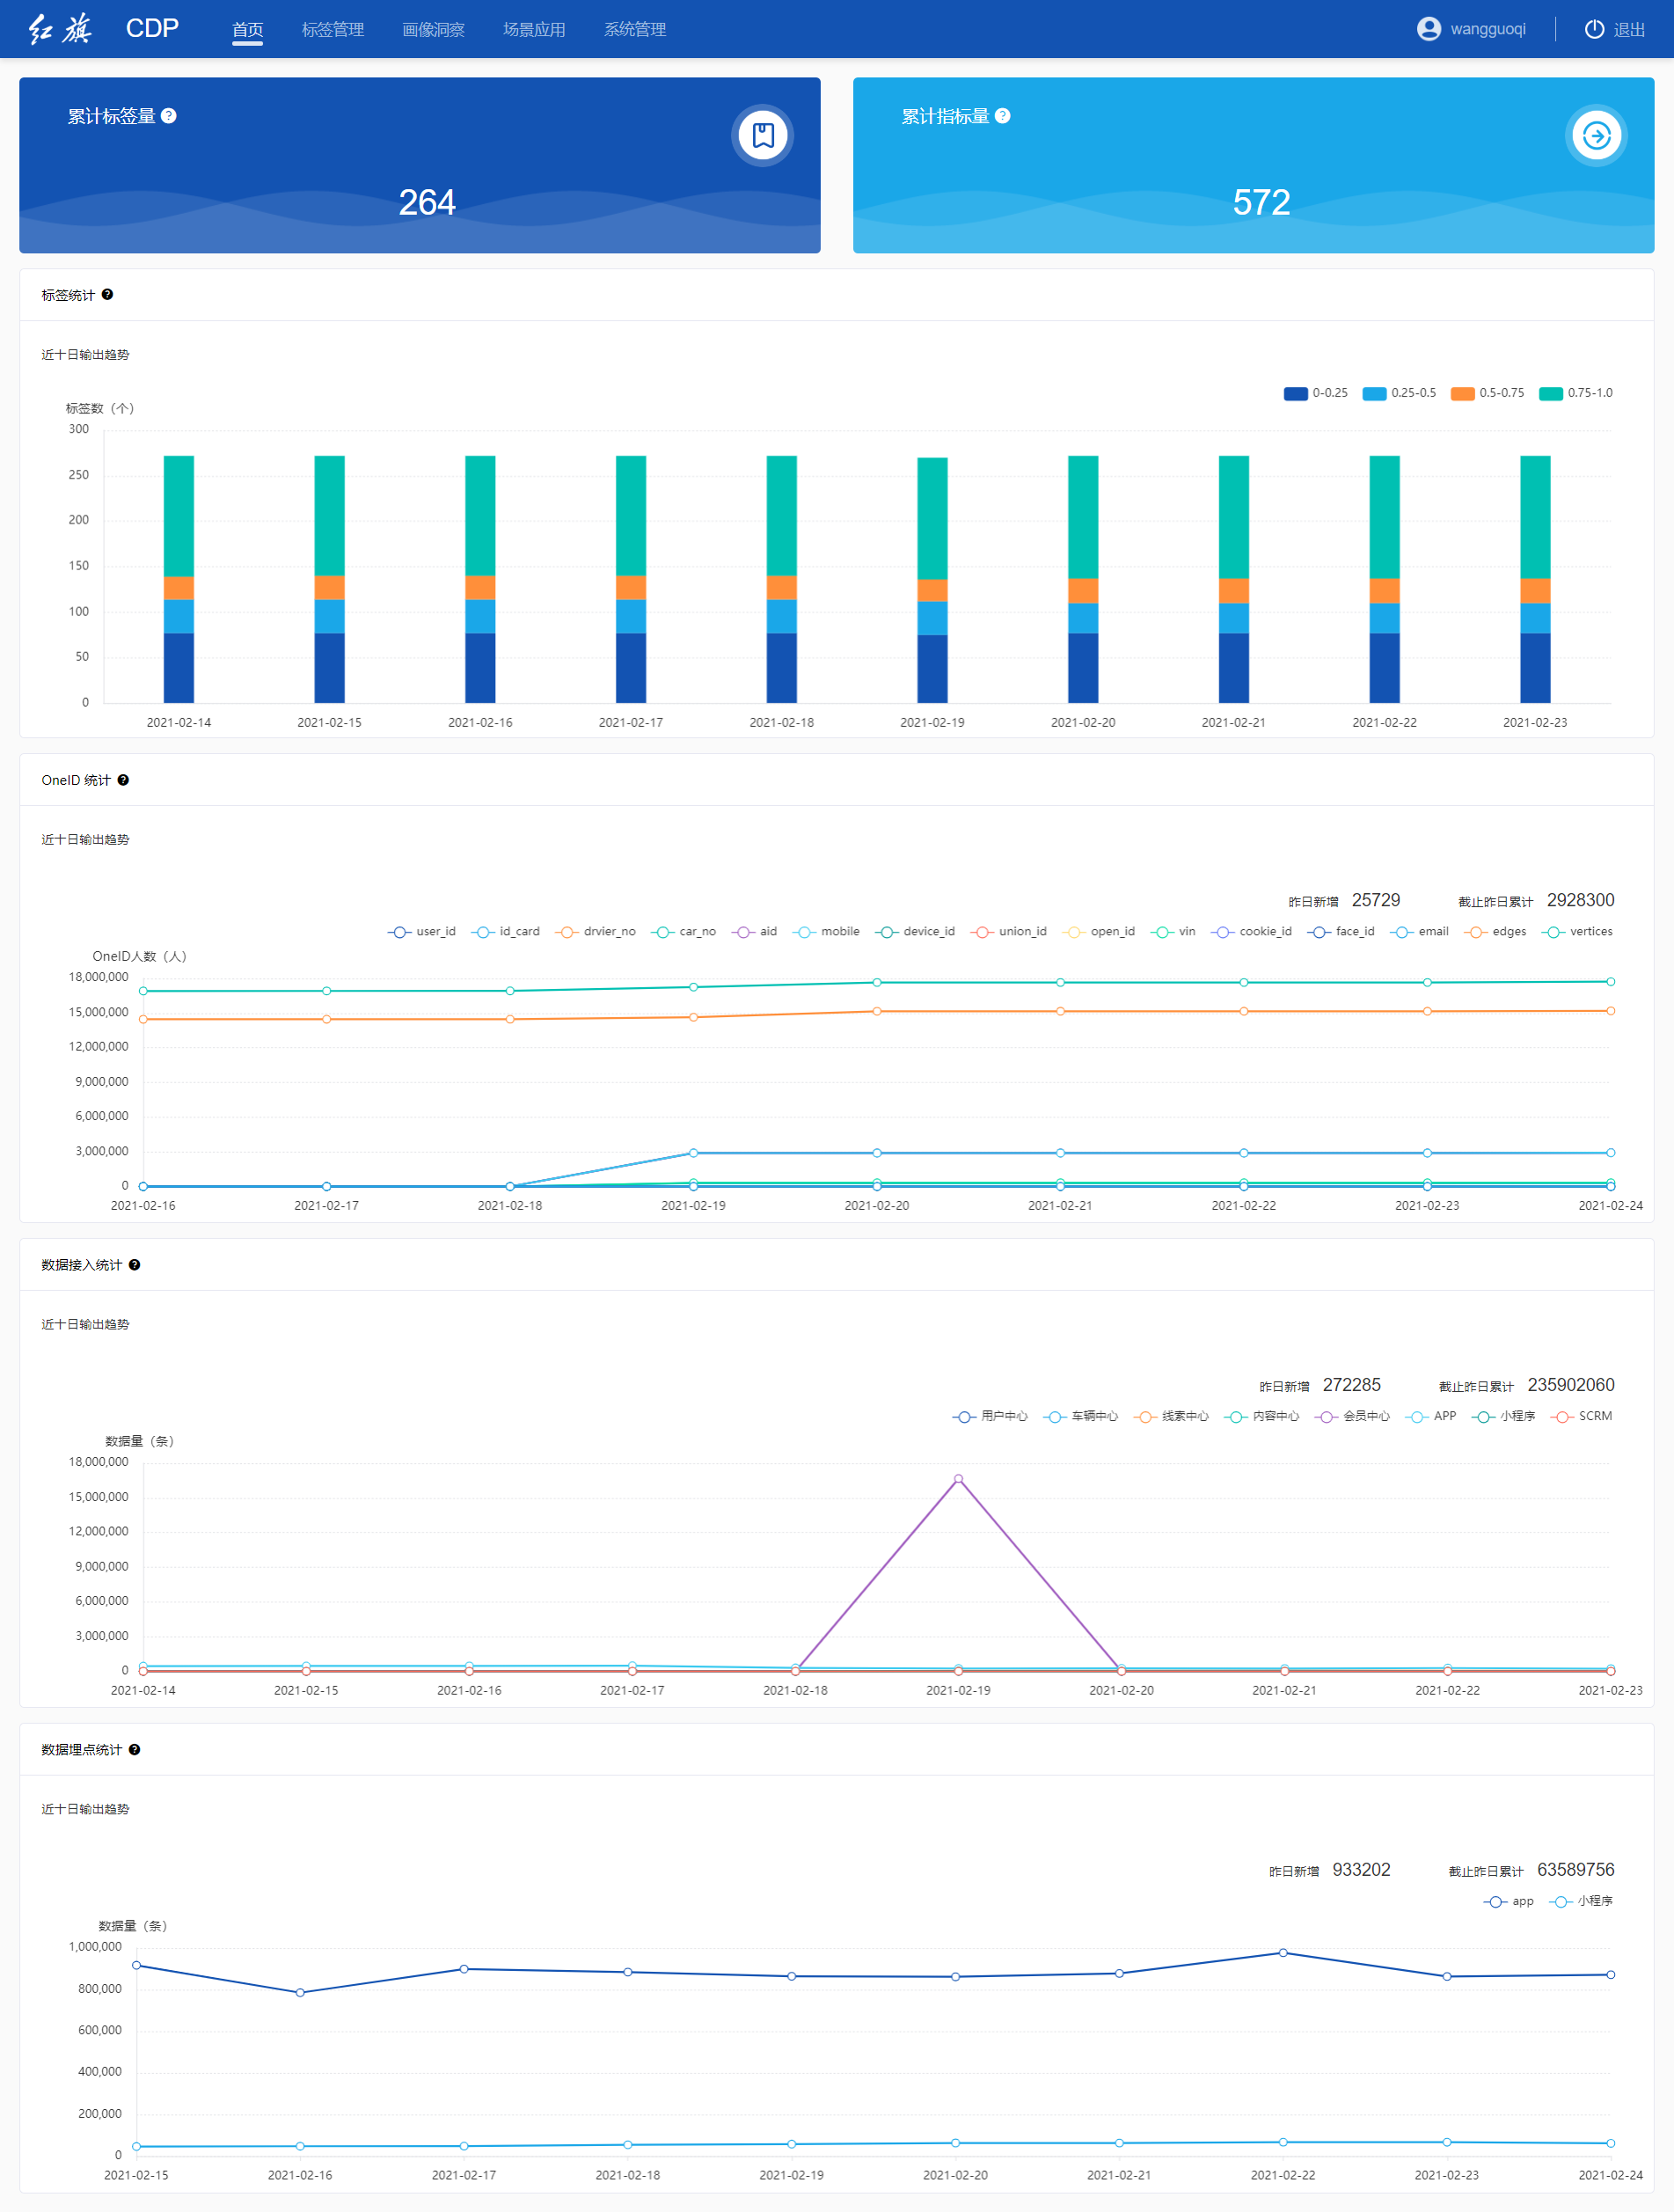 红旗 CDP 首页 标签管理 画像洞察 场景应用 系统管理 wangguoqi 退出
累计标签量 ?
264
累计指标量 ?
572
标签统计 ?
近十日输出趋势
0-0.25 0.25-0.5 0.5-0.75 0.75-1.0
标签数（个）
300
250
200
150
100
50
0
2021-02-14 2021-02-15 2021-02-16 2021-02-17 2021-02-18 2021-02-19 2021-02-20 2021-02-21 2021-02-22 2021-02-23
OneID 统计 ?
近十日输出趋势
昨日新增 25729 截止昨日累计 2928300
user_id id_card drvier_no car_no aid mobile device_id union_id open_id vin cookie_id face_id email edges vertices
OneID人数（人）
18,000,000
15,000,000
12,000,000
9,000,000
6,000,000
3,000,000
0
2021-02-16 2021-02-17 2021-02-18 2021-02-19 2021-02-20 2021-02-21 2021-02-22 2021-02-23 2021-02-24
数据接入统计 ?
近十日输出趋势
昨日新增 272285 截止昨日累计 235902060
用户中心 车辆中心 线索中心 内容中心 会员中心 APP 小程序 SCRM
数据量（条）
18,000,000
15,000,000
12,000,000
9,000,000
6,000,000
3,000,000
0
2021-02-14 2021-02-15 2021-02-16 2021-02-17 2021-02-18 2021-02-19 2021-02-20 2021-02-21 2021-02-22 2021-02-23
数据埋点统计 ?
近十日输出趋势
昨日新增 933202 截止昨日累计 63589756
app 小程序
数据量（条）
1,000,000
800,000
600,000
400,000
200,000
0
2021-02-15 2021-02-16 2021-02-17 2021-02-18 2021-02-19 2021-02-20 2021-02-21 2021-02-22 2021-02-23 2021-02-24